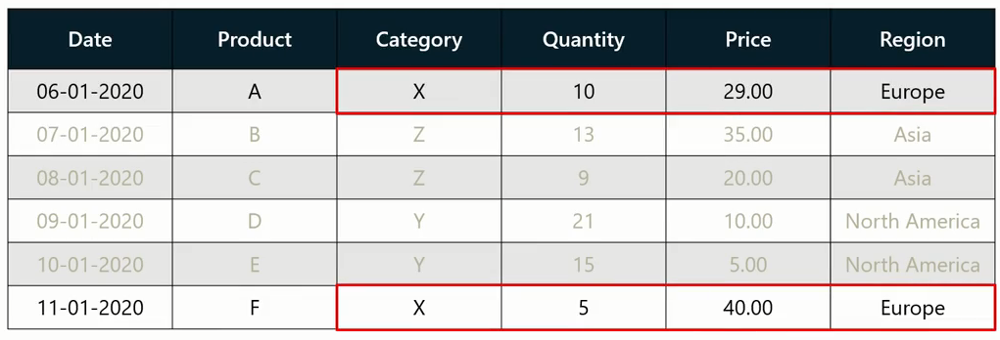 Date Product Category Quantity Price Region
06-01-2020 A X 10 29.00 Europe
07-01-2020 B Z 13 35.00 Asia
08-01-2020 C Z 9 20.00 Asia
09-01-2020 D Y 21 10.00 North America
10-01-2020 E Y 15 5.00 North America
11-01-2020 F X 5 40.00 Europe